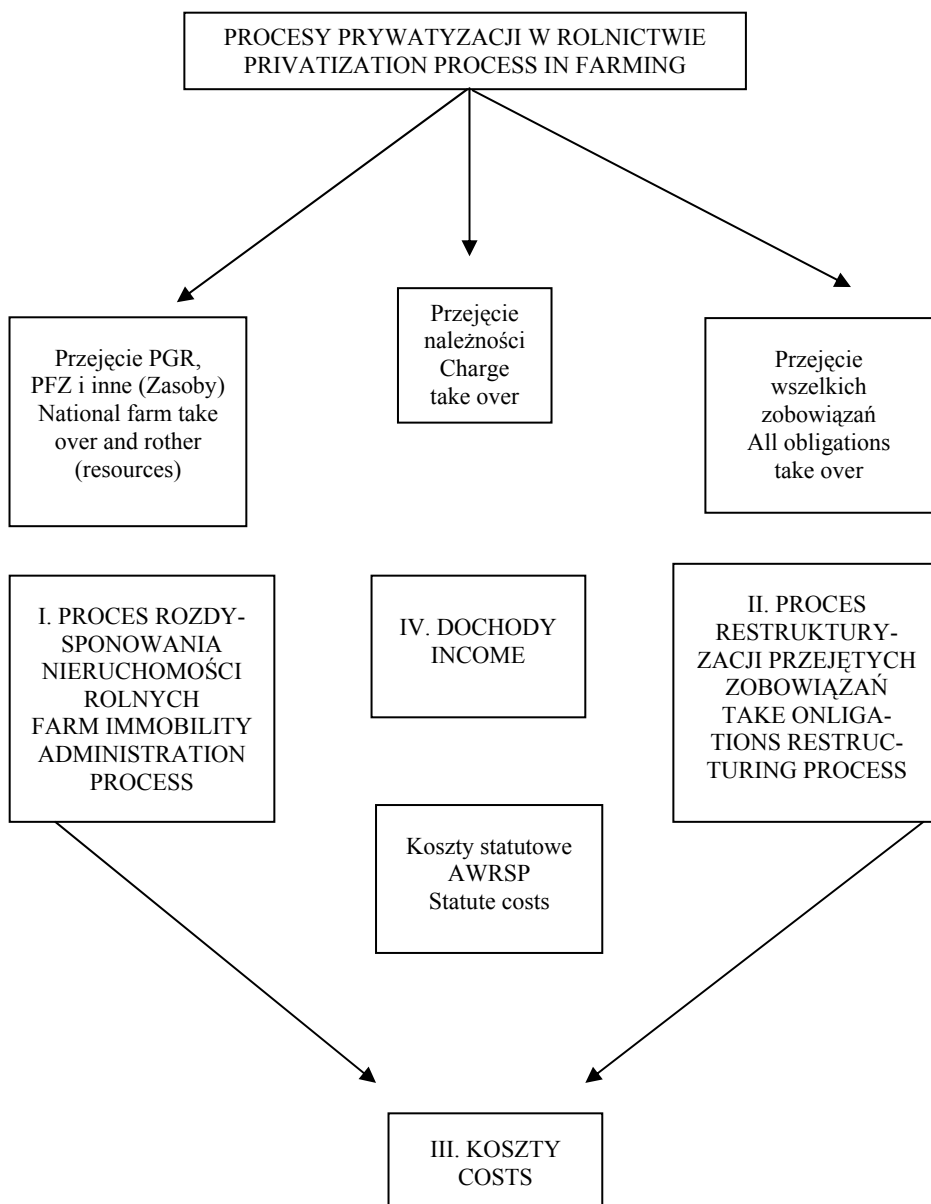 PROCESY PRYWATYZACJI W ROLNICTWIE
PRIVATIZATION PROCESS IN FARMING
Przejęcie PGR,
PFZ i inne (Zasoby)
National farm take
over and rother
(resources)
Przejęcie
należności
Charge
take over
Przejęcie
wszelkich
zobowiązań
All obligations
take over
I. PROCES ROZDY-
SPONOWANIA
NIERUCHOMOŚCI
ROLNYCH
FARM IMMOBILITY
ADMINISTRATION
PROCESS
IV. DOCHODY
INCOME
II. PROCES
RESTRUKTURY-
ZACJI PRZEJĘTYCH
ZOBOWIĄZAŃ
TAKE ONLIGA-
TIONS RESTRUC-
TURING PROCESS
Koszty statutowe
AWRSP
Statute costs
III. KOSZTY
COSTS